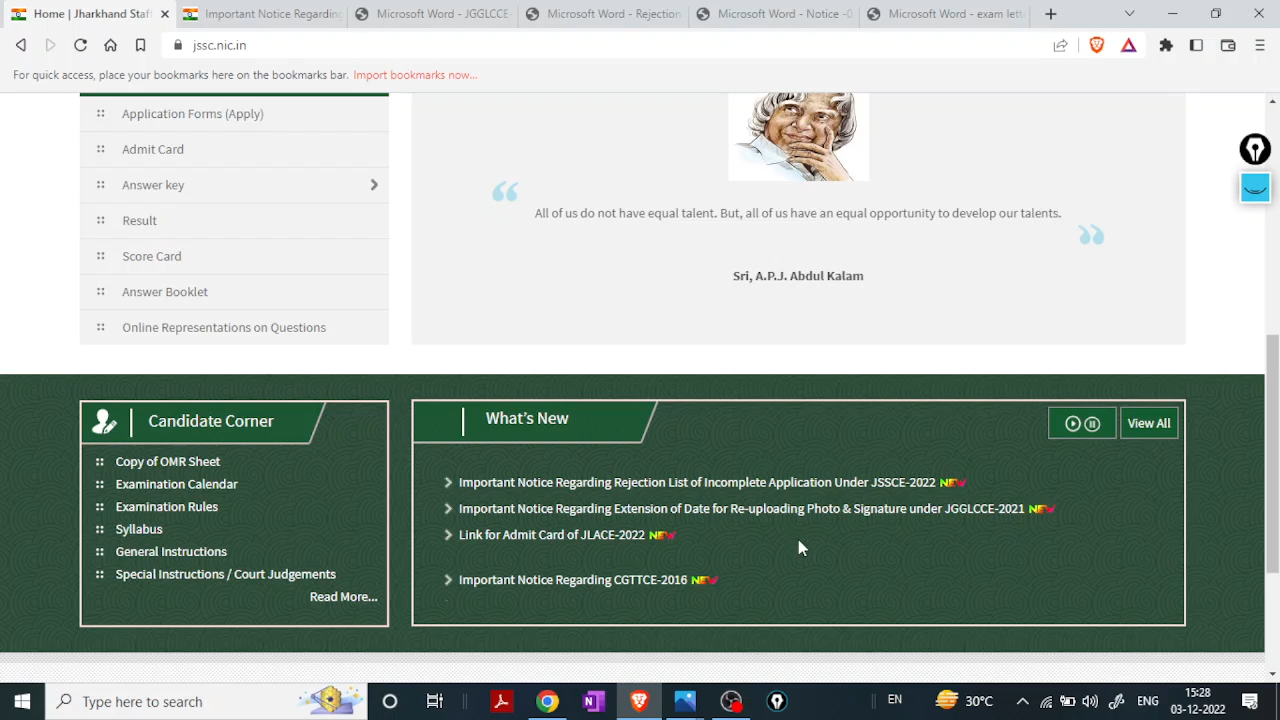 Home | Jharkhand Staf
Important Notice Regarding
Microsoft Word - JGGLCCE
Microsoft Word - Rejection
Microsoft Word - Notice -0
Microsoft Word - exam lett
jssc.nic.in
For quick access, place your bookmarks here on the bookmarks bar. Import bookmarks now...
Application Forms (Apply)
Admit Card
Answer key
Result
Score Card
Answer Booklet
Online Representations on Questions
All of us do not have equal talent. But, all of us have an equal opportunity to develop our talents.
Sri, A.P.J. Abdul Kalam
Candidate Corner
Copy of OMR Sheet
Examination Calendar
Examination Rules
Syllabus
General Instructions
Special Instructions / Court Judgements
Read More...
What's New
View All
Important Notice Regarding Rejection List of Incomplete Application Under JSSCE-2022 NEW
Important Notice Regarding Extension of Date for Re-uploading Photo & Signature under JGGLCCE-2021 NEW
Link for Admit Card of JLACE-2022 NEW
Important Notice Regarding CGTTCE-2016 NEW
Type here to search
EN
30°C
ENG
15:28
03-12-2022